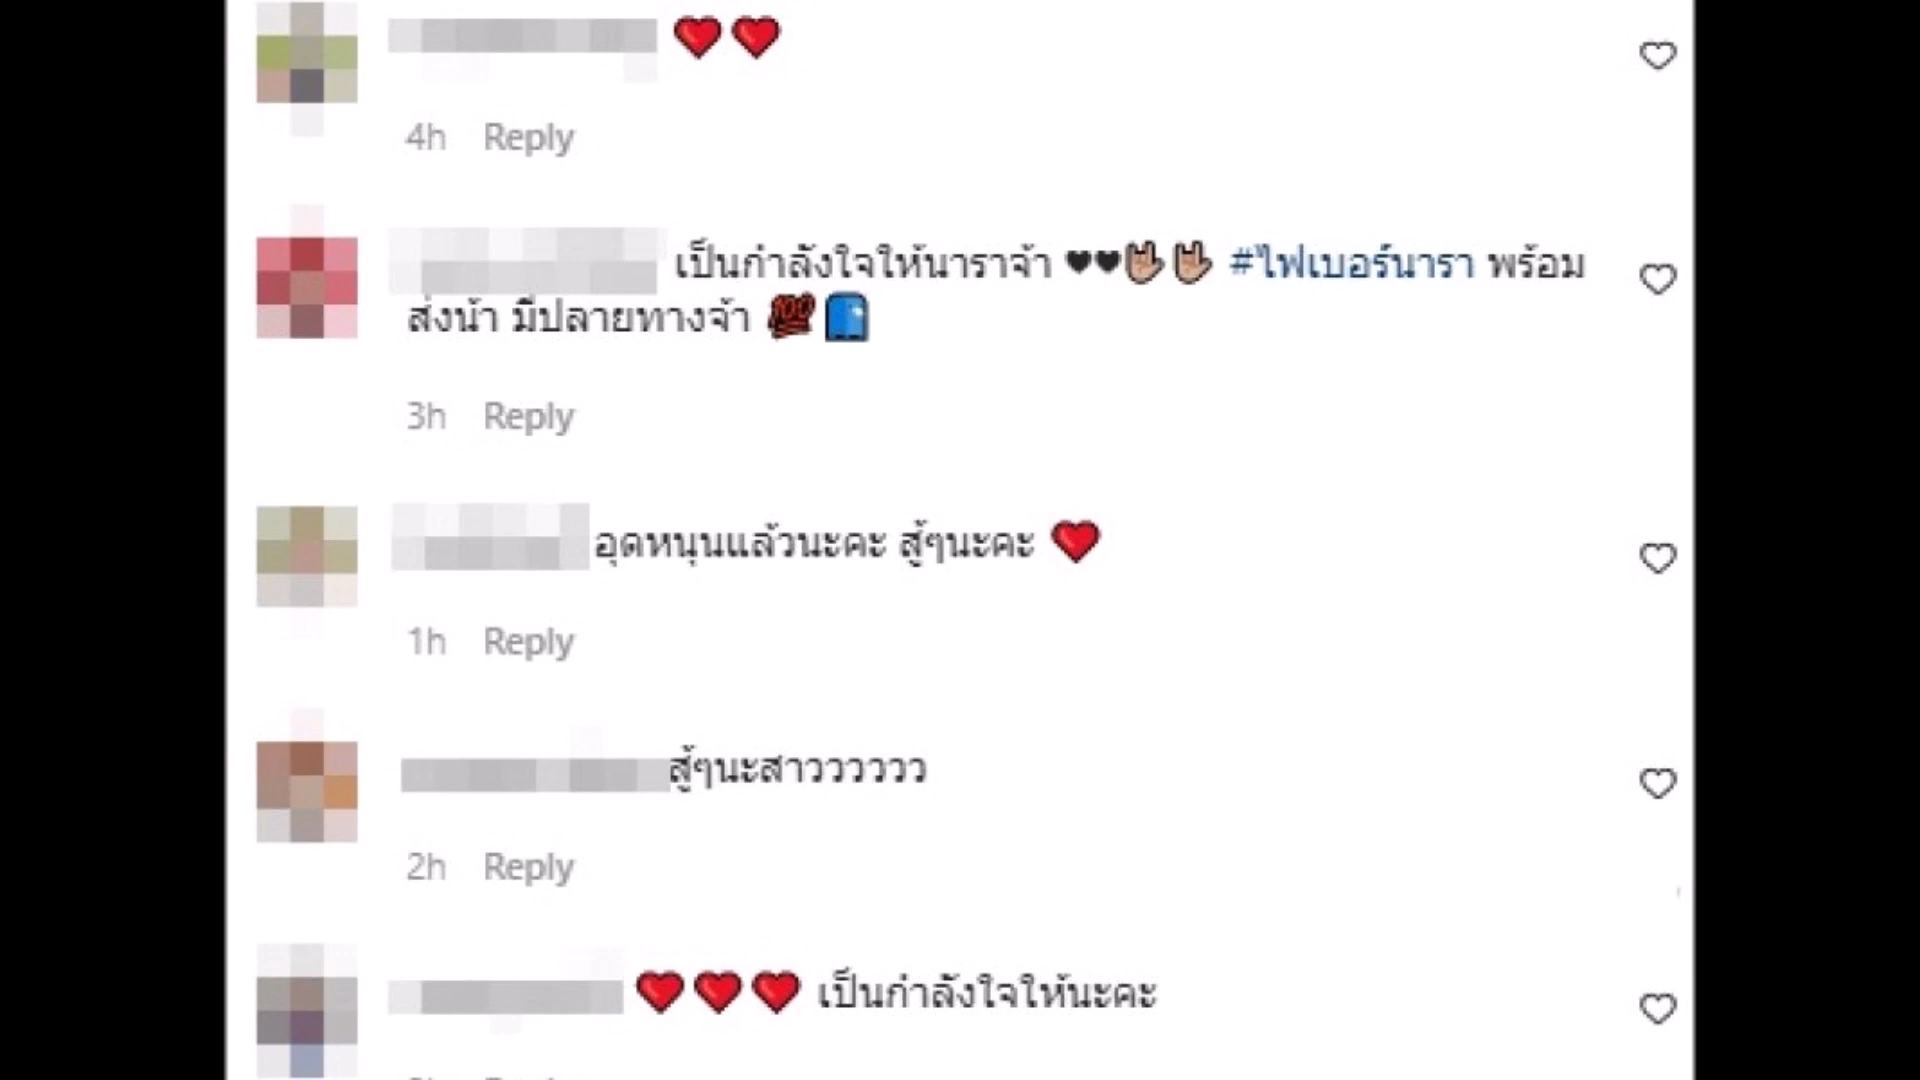 ❤️❤️
4h Reply
เป็นกำลังใจให้นาราจ้า 🖤🖤🤟🏼🤟🏼 #ไฟเบอร์นารา พร้อม
ส่งน้า มีปลายทางจ้า 💯📘
3h Reply
อุดหนุนแล้วนะคะ สู้ๆนะคะ ❤️
1h Reply
สู้ๆนะสาวววววว
2h Reply
❤️❤️❤️ เป็นกำลังใจให้นะคะ